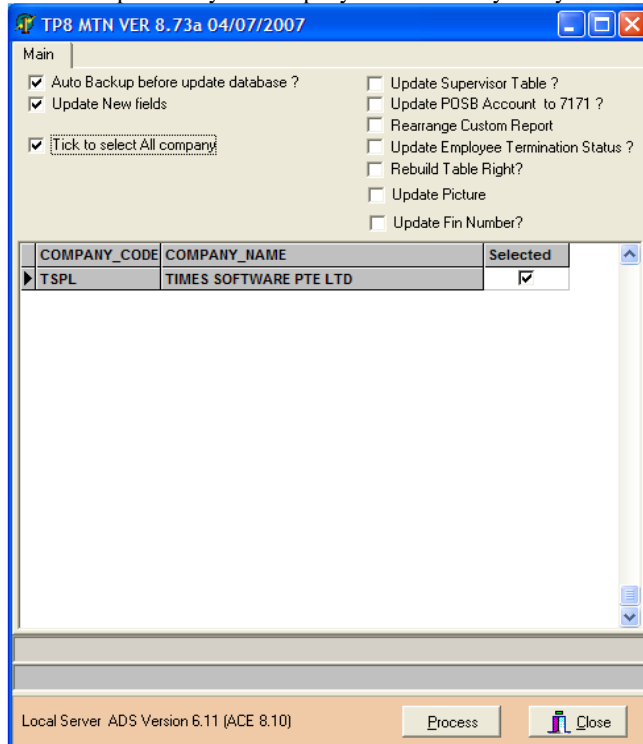 TP8 MTN VER 8.73a 04/07/2007
Main
Auto Backup before update database ?
Update New fields
Tick to select All company
Update Supervisor Table ?
Update POSB Account to 7171 ?
Rearrange Custom Report
Update Employee Termination Status ?
Rebuild Table Right?
Update Picture
Update Fin Number?
COMPANY_CODE COMPANY_NAME Selected
TSPL TIMES SOFTWARE PTE LTD
Local Server ADS Version 6.11 (ACE 8.10) Process Close